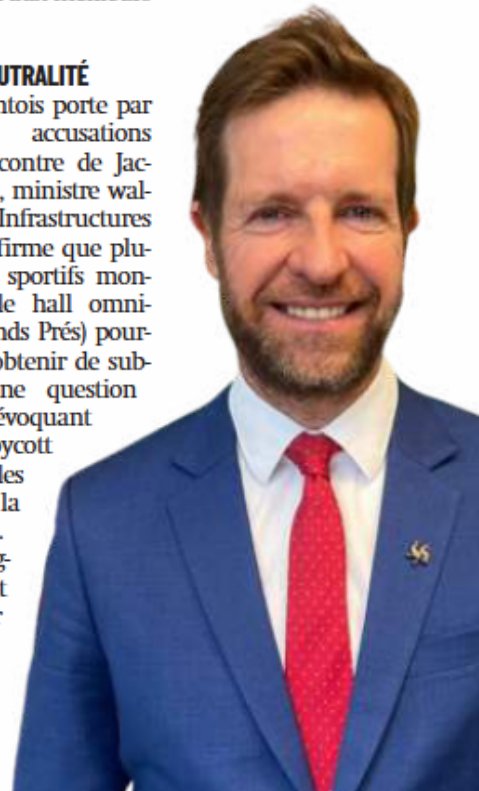 UTRALITÉ
ntois porte par
accusations
contre de Jac-
, ministre wal-
Infrastructures
firme que plu-
sportifs mon-
le hall omni-
nds Prés) pour-
obtenir de sub-
ne question
évoquant
ycott
les
la
.
g-
t
r